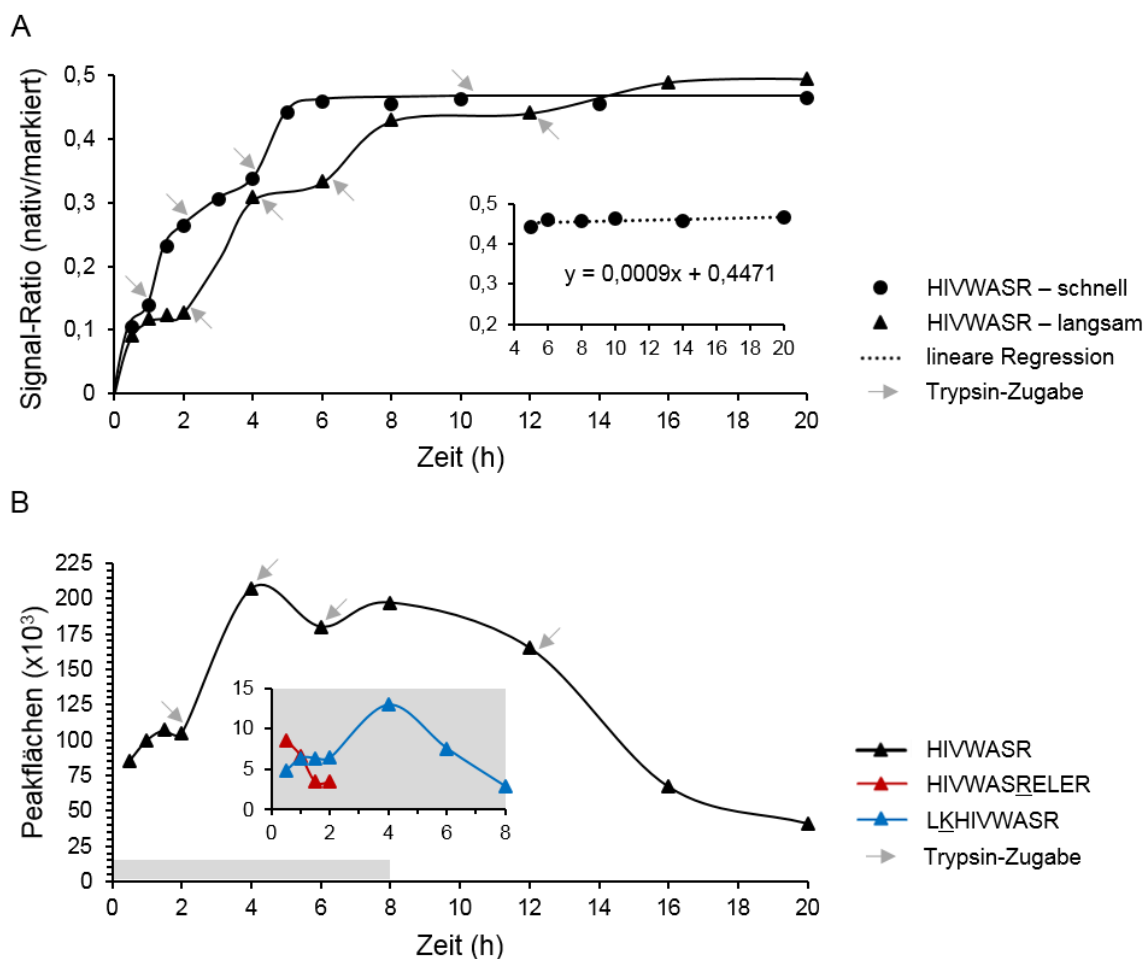 A
Signal-Ratio (nativ/markiert)
0,5
0,4
0,3
0,2
0,1
0
0 2 4 6 8 10 12 14 16 18 20
Zeit (h)
0,5
0,4
0,3
0,2
y = 0,0009x + 0,4471
4 6 8 10 12 14 16 18 20
HIVWASR – schnell
HIVWASR – langsam
lineare Regression
Trypsin-Zugabe
B
Peakflächen (x10³)
225
200
175
150
125
100
75
50
25
0
0 2 4 6 8 10 12 14 16 18 20
Zeit (h)
15
10
5
0
0 2 4 6 8
HIVWASR
HIVWASRELER
LKHIVWASR
Trypsin-Zugabe